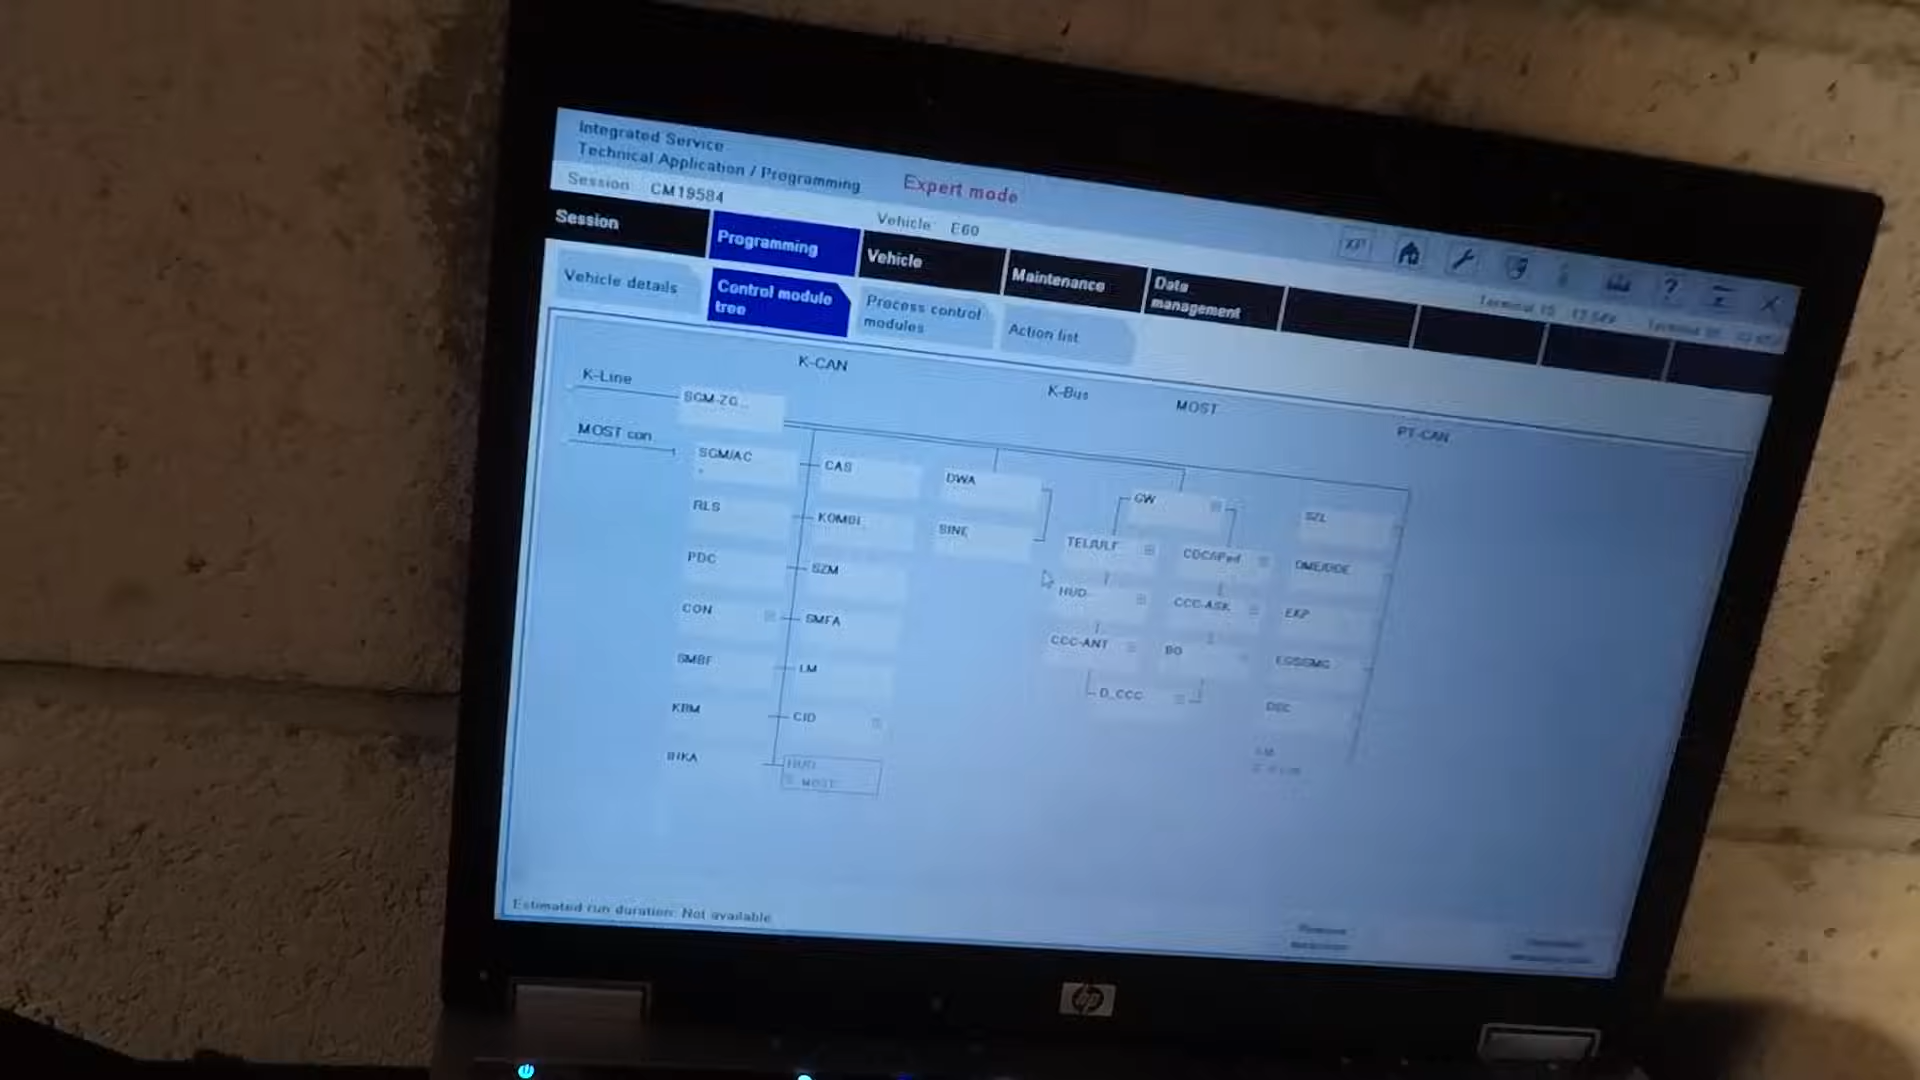 Integrated Service
Technical Application / Programming
Expert mode
Session: CM19584
Vehicle: E60
Session
Programming
Vehicle
Maintenance
Data
management
Vehicle details
Control module
tree
Process control
modules
Action list
K-Line
K-CAN
K-Bus
MOST
PT-CAN
MOST con
SGM-ZG...
SGM/AC
CAS
DWA
GW
SZL
RLS
KOMBI
SINE
TEL/ULF
CDC/iPod
DME/DDE
PDC
SZM
HUD
CCC-ASK
EKP
CON
SMFA
CCC-ANT
BO
EGS/SMG
SMBF
LM
D_CCC
DSC
KBM
CID
BIKA
HUD
MOST
Estimated run duration: Not available
hp